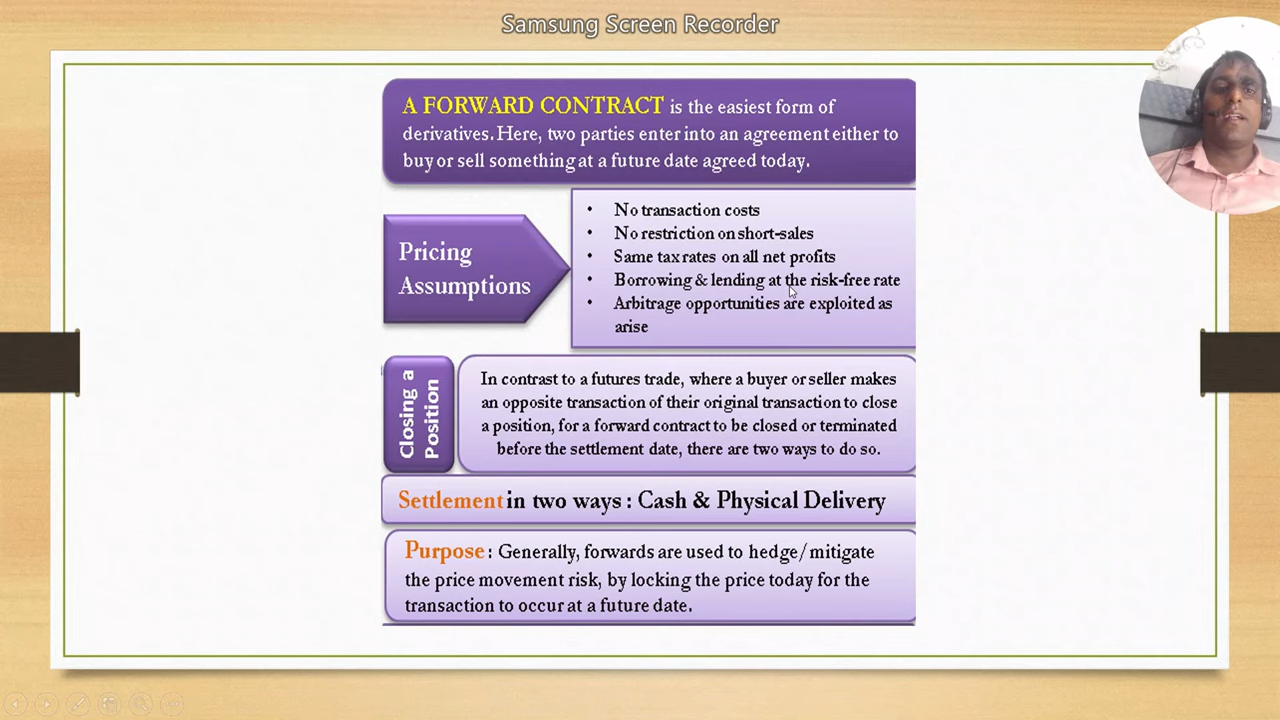 Samsung Screen Recorder
A FORWARD CONTRACT is the easiest form of
derivatives. Here, two parties enter into an agreement either to
buy or sell something at a future date agreed today.
Pricing
Assumptions
• No transaction costs
• No restriction on short-sales
• Same tax rates on all net profits
• Borrowing & lending at the risk-free rate
• Arbitrage opportunities are exploited as
arise
Closing a
Position
In contrast to a futures trade, where a buyer or seller makes
an opposite transaction of their original transaction to close
a position, for a forward contract to be closed or terminated
before the settlement date, there are two ways to do so.
Settlement in two ways : Cash & Physical Delivery
Purpose : Generally, forwards are used to hedge/mitigate
the price movement risk, by locking the price today for the
transaction to occur at a future date.